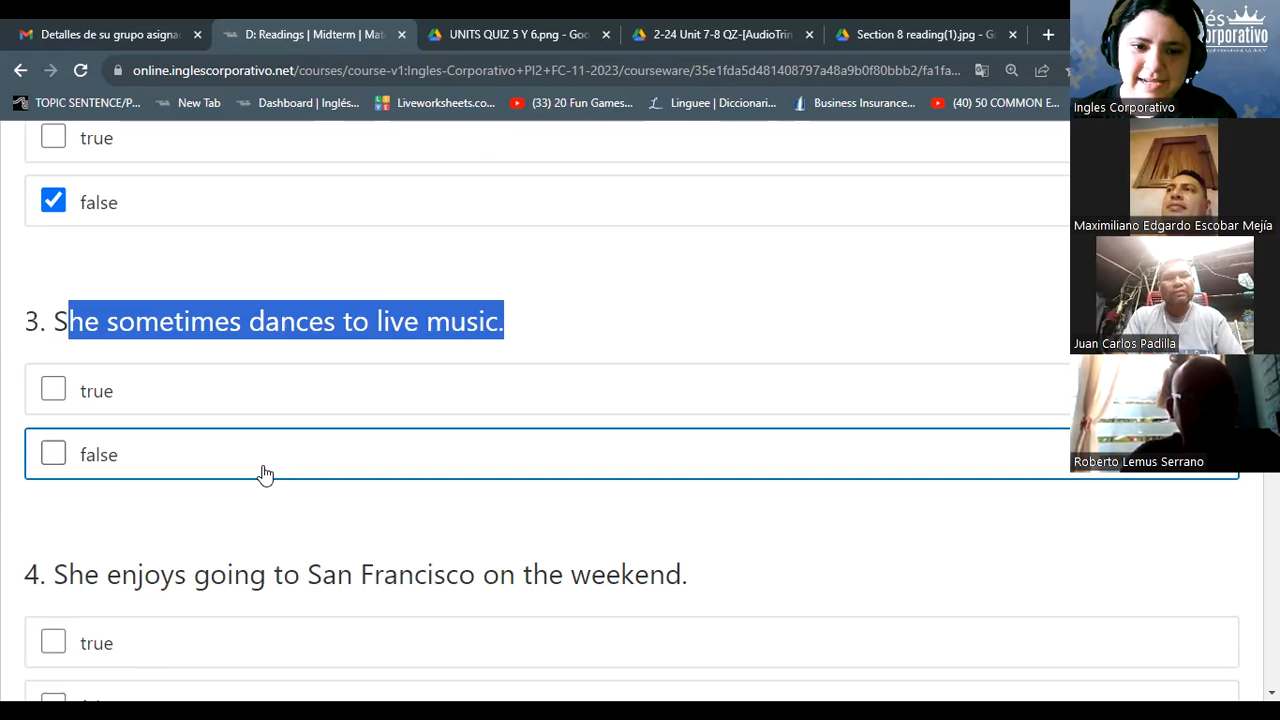 Detalles de su grupo asigna
D: Readings | Midterm | Mat
UNITS QUIZ 5 Y 6.png - Goo
2-24 Unit 7-8 QZ-[AudioTrin
Section 8 reading(1).jpg - G
online.inglescorporativo.net/courses/course-v1:Ingles-Corporativo+PI2+FC-11-2023/courseware/35e1fda5d481408797a48a9b0f80bbb2/fa1fa...
TOPIC SENTENCE/P...
New Tab
Dashboard | Inglés...
Liveworksheets.co...
(33) 20 Fun Games...
Linguee | Diccionari...
Business Insurance...
(40) 50 COMMON E...
true
false
3. She sometimes dances to live music.
true
false
4. She enjoys going to San Francisco on the weekend.
true
és
corporativo
Ingles Corporativo
Maximiliano Edgardo Escobar Mejía
Juan Carlos Padilla
Roberto Lemus Serrano